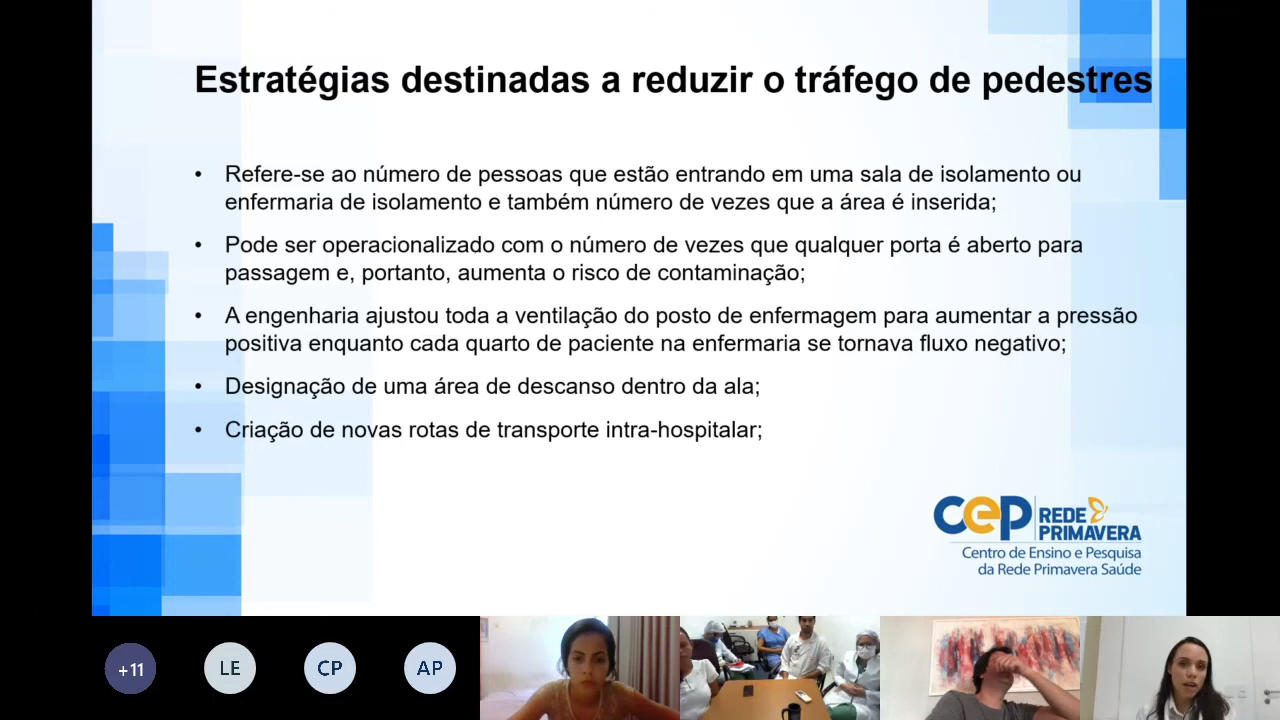 Estratégias destinadas a reduzir o tráfego de pedestres
• Refere-se ao número de pessoas que estão entrando em uma sala de isolamento ou
enfermaria de isolamento e também número de vezes que a área é inserida;
• Pode ser operacionalizado com o número de vezes que qualquer porta é aberto para
passagem e, portanto, aumenta o risco de contaminação;
• A engenharia ajustou toda a ventilação do posto de enfermagem para aumentar a pressão
positiva enquanto cada quarto de paciente na enfermaria se tornava fluxo negativo;
• Designação de uma área de descanso dentro da ala;
• Criação de novas rotas de transporte intra-hospitalar;
cep REDE
PRIMAVERA
Centro de Ensino e Pesquisa
da Rede Primavera Saúde
+11 LE CP AP